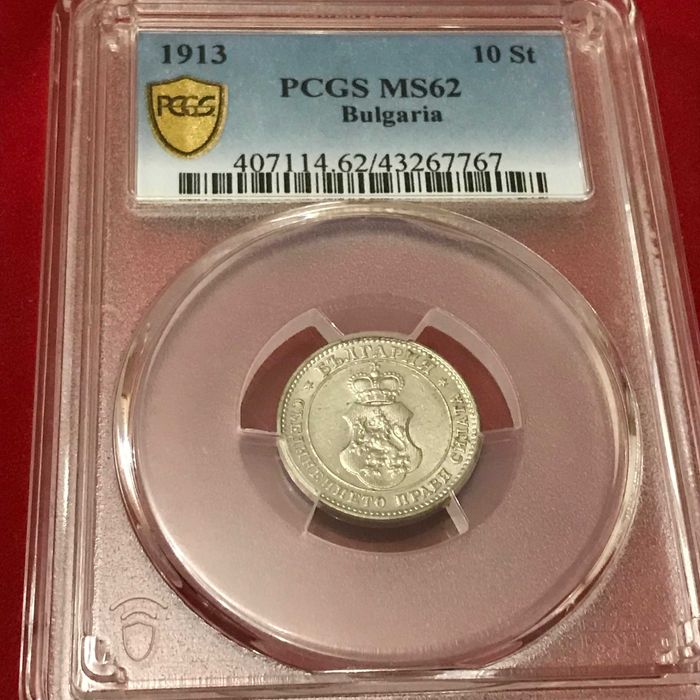 1913 10 St
PCGS
PCGS MS62
Bulgaria
407114.62/43267767
БЪЛГАРИЯ
СЪЕДИНЕНИЕТО ПРАВИ СИЛАТА